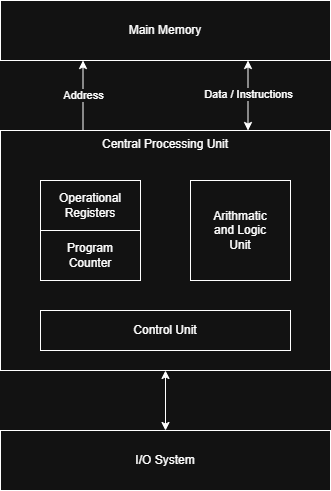 Main Memory
Address
Data / Instructions
Central Processing Unit
Operational
Registers
Program
Counter
Arithmatic
and Logic
Unit
Control Unit
I/O System